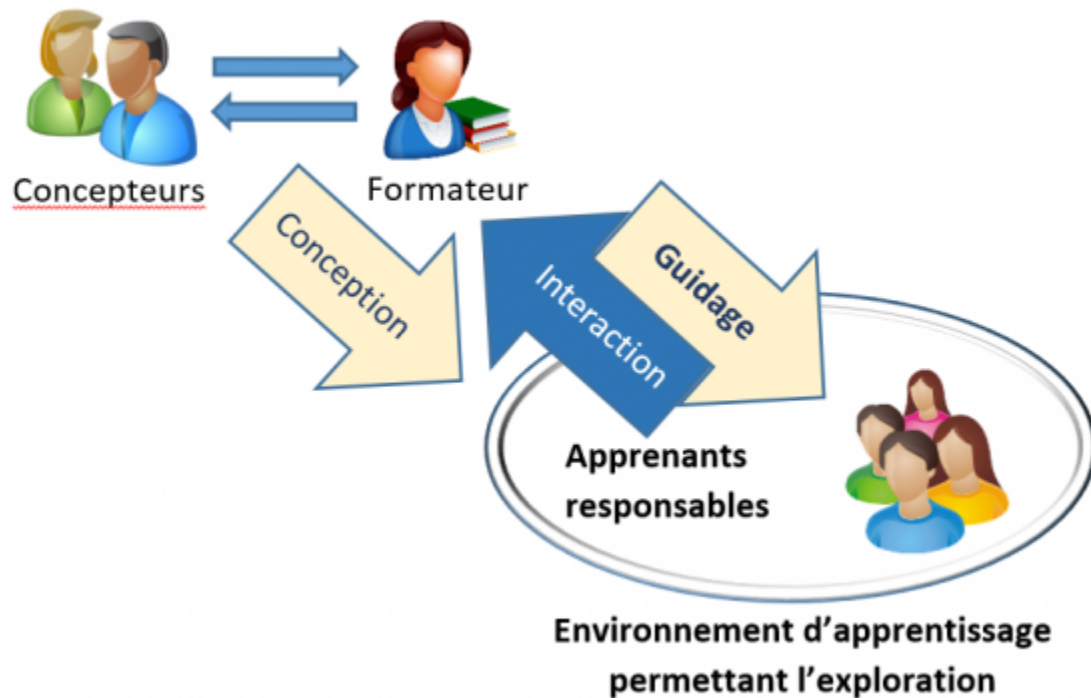 Concepteurs
Formateur
Conception
Interaction
Guidage
Apprenants
responsables
Environnement d’apprentissage
permettant l’exploration